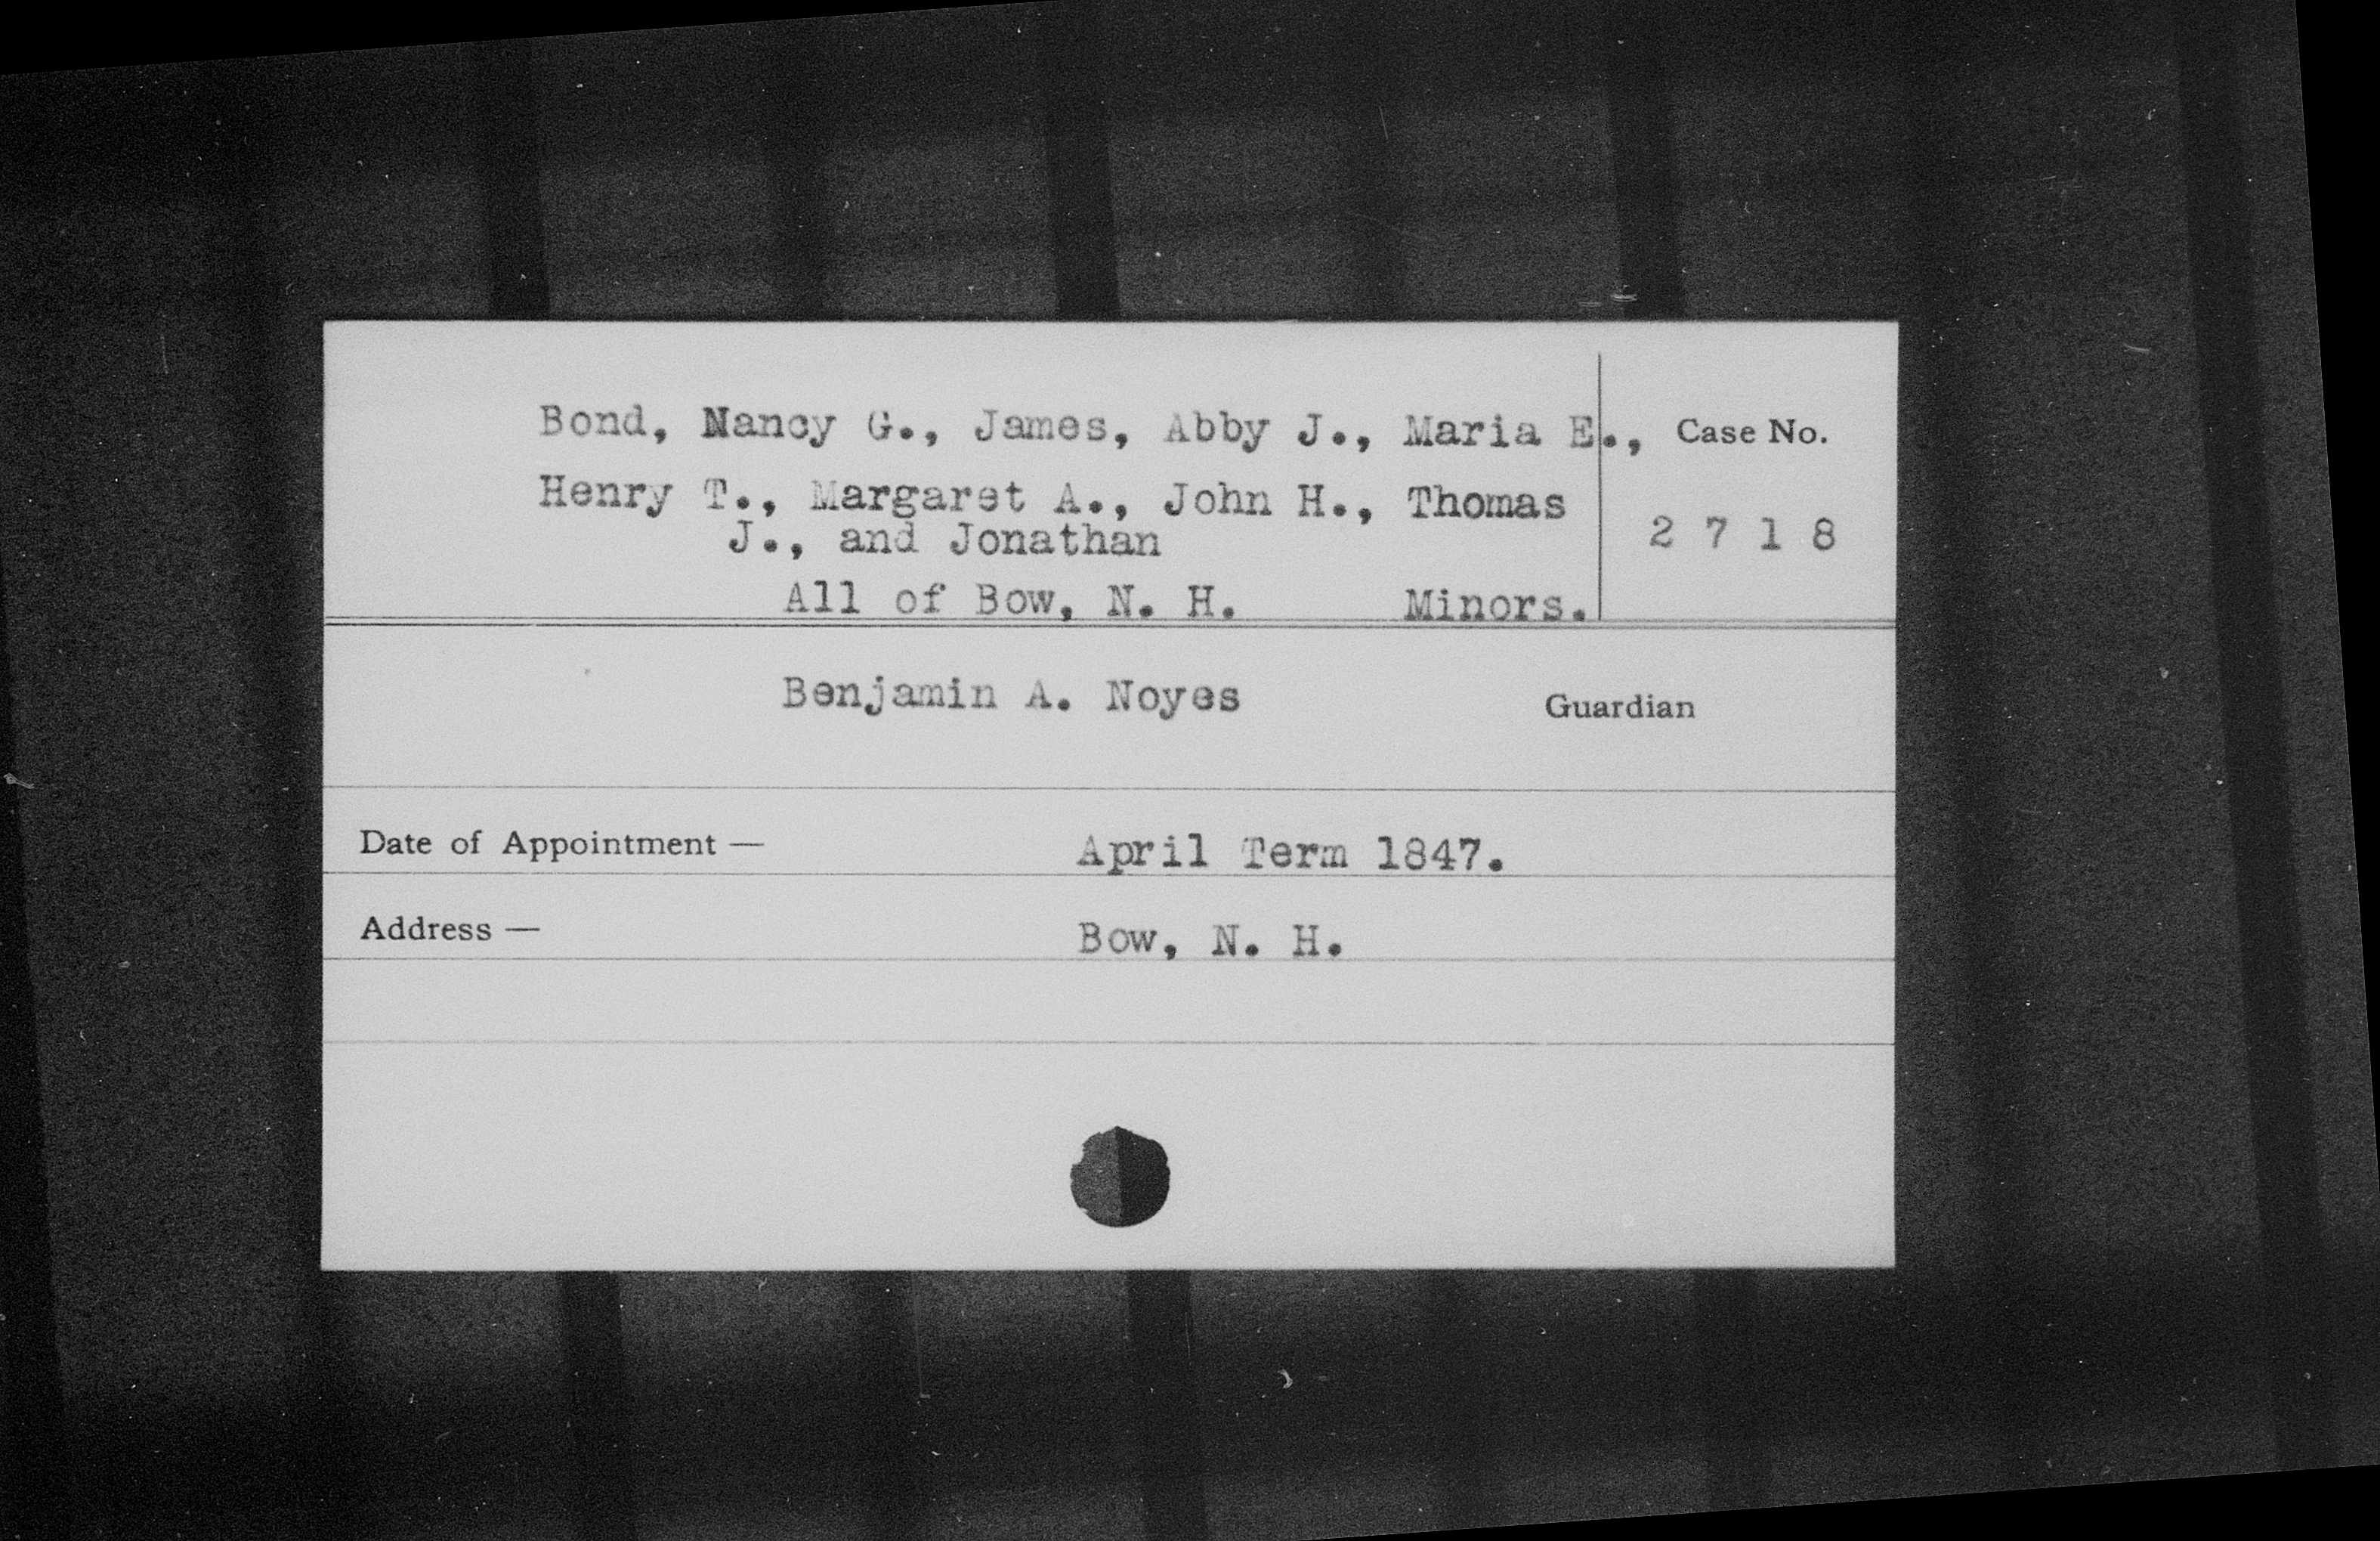 Bond, Nancy G., James, Abby J., Maria E., Case No.
Henry T., Margaret A., John H., Thomas
J., and Jonathan
2 7 1 8
All of Bow, N. H. Minors.
Benjamin A. Noyes Guardian
Date of Appointment — April Term 1847.
Address — Bow, N. H.